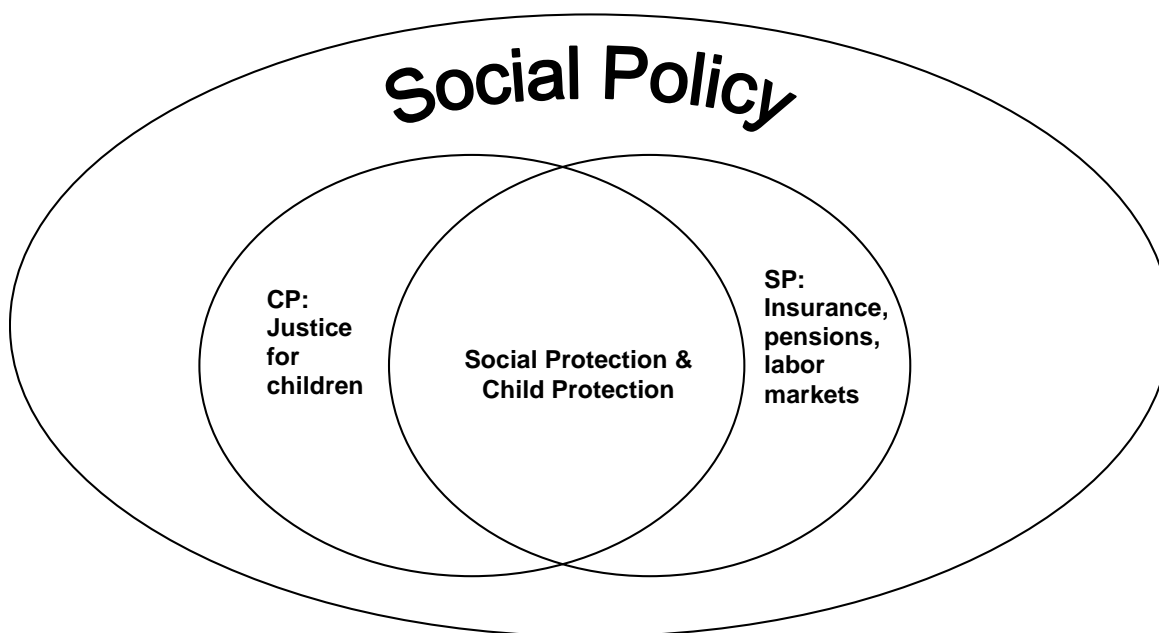 Social Policy
CP:
Justice
for
children
Social Protection &
Child Protection
SP:
Insurance,
pensions,
labor
markets